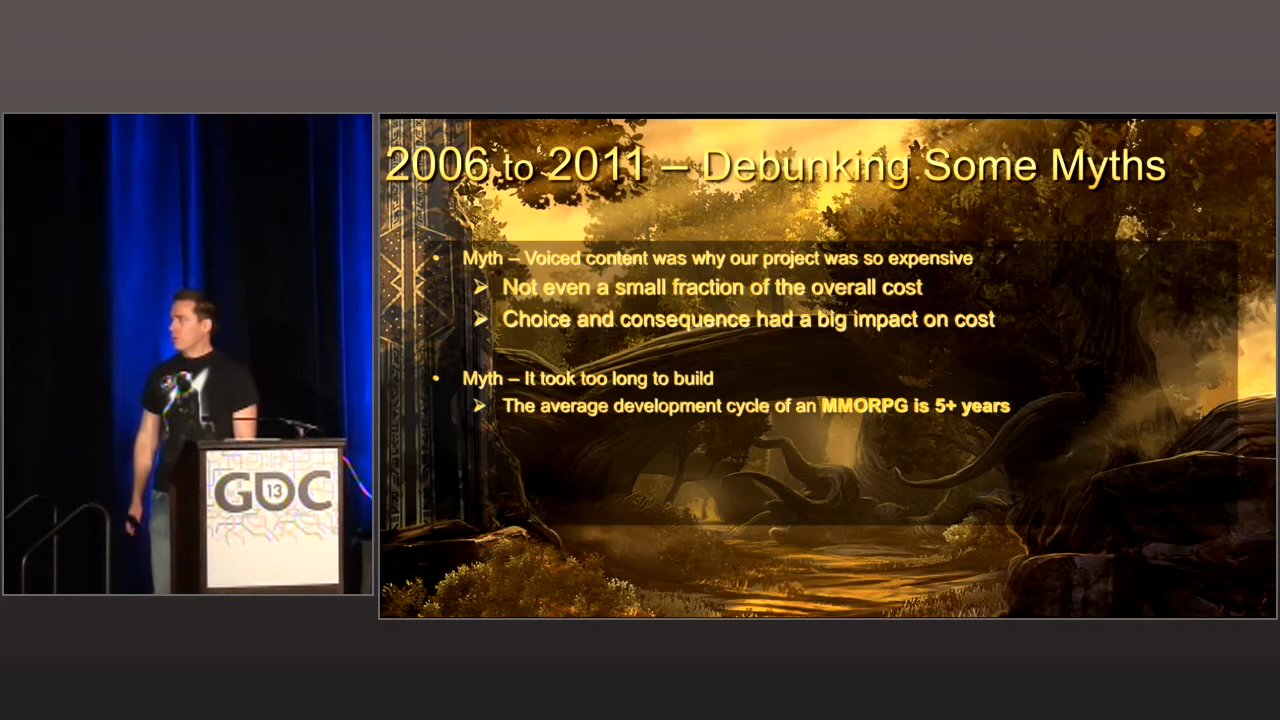 2006 to 2011 – Debunking Some Myths
• Myth – Voiced content was why our project was so expensive
➢ Not even a small fraction of the overall cost
➢ Choice and consequence had a big impact on cost
• Myth – It took too long to build
➢ The average development cycle of an MMORPG is 5+ years
GDC
13